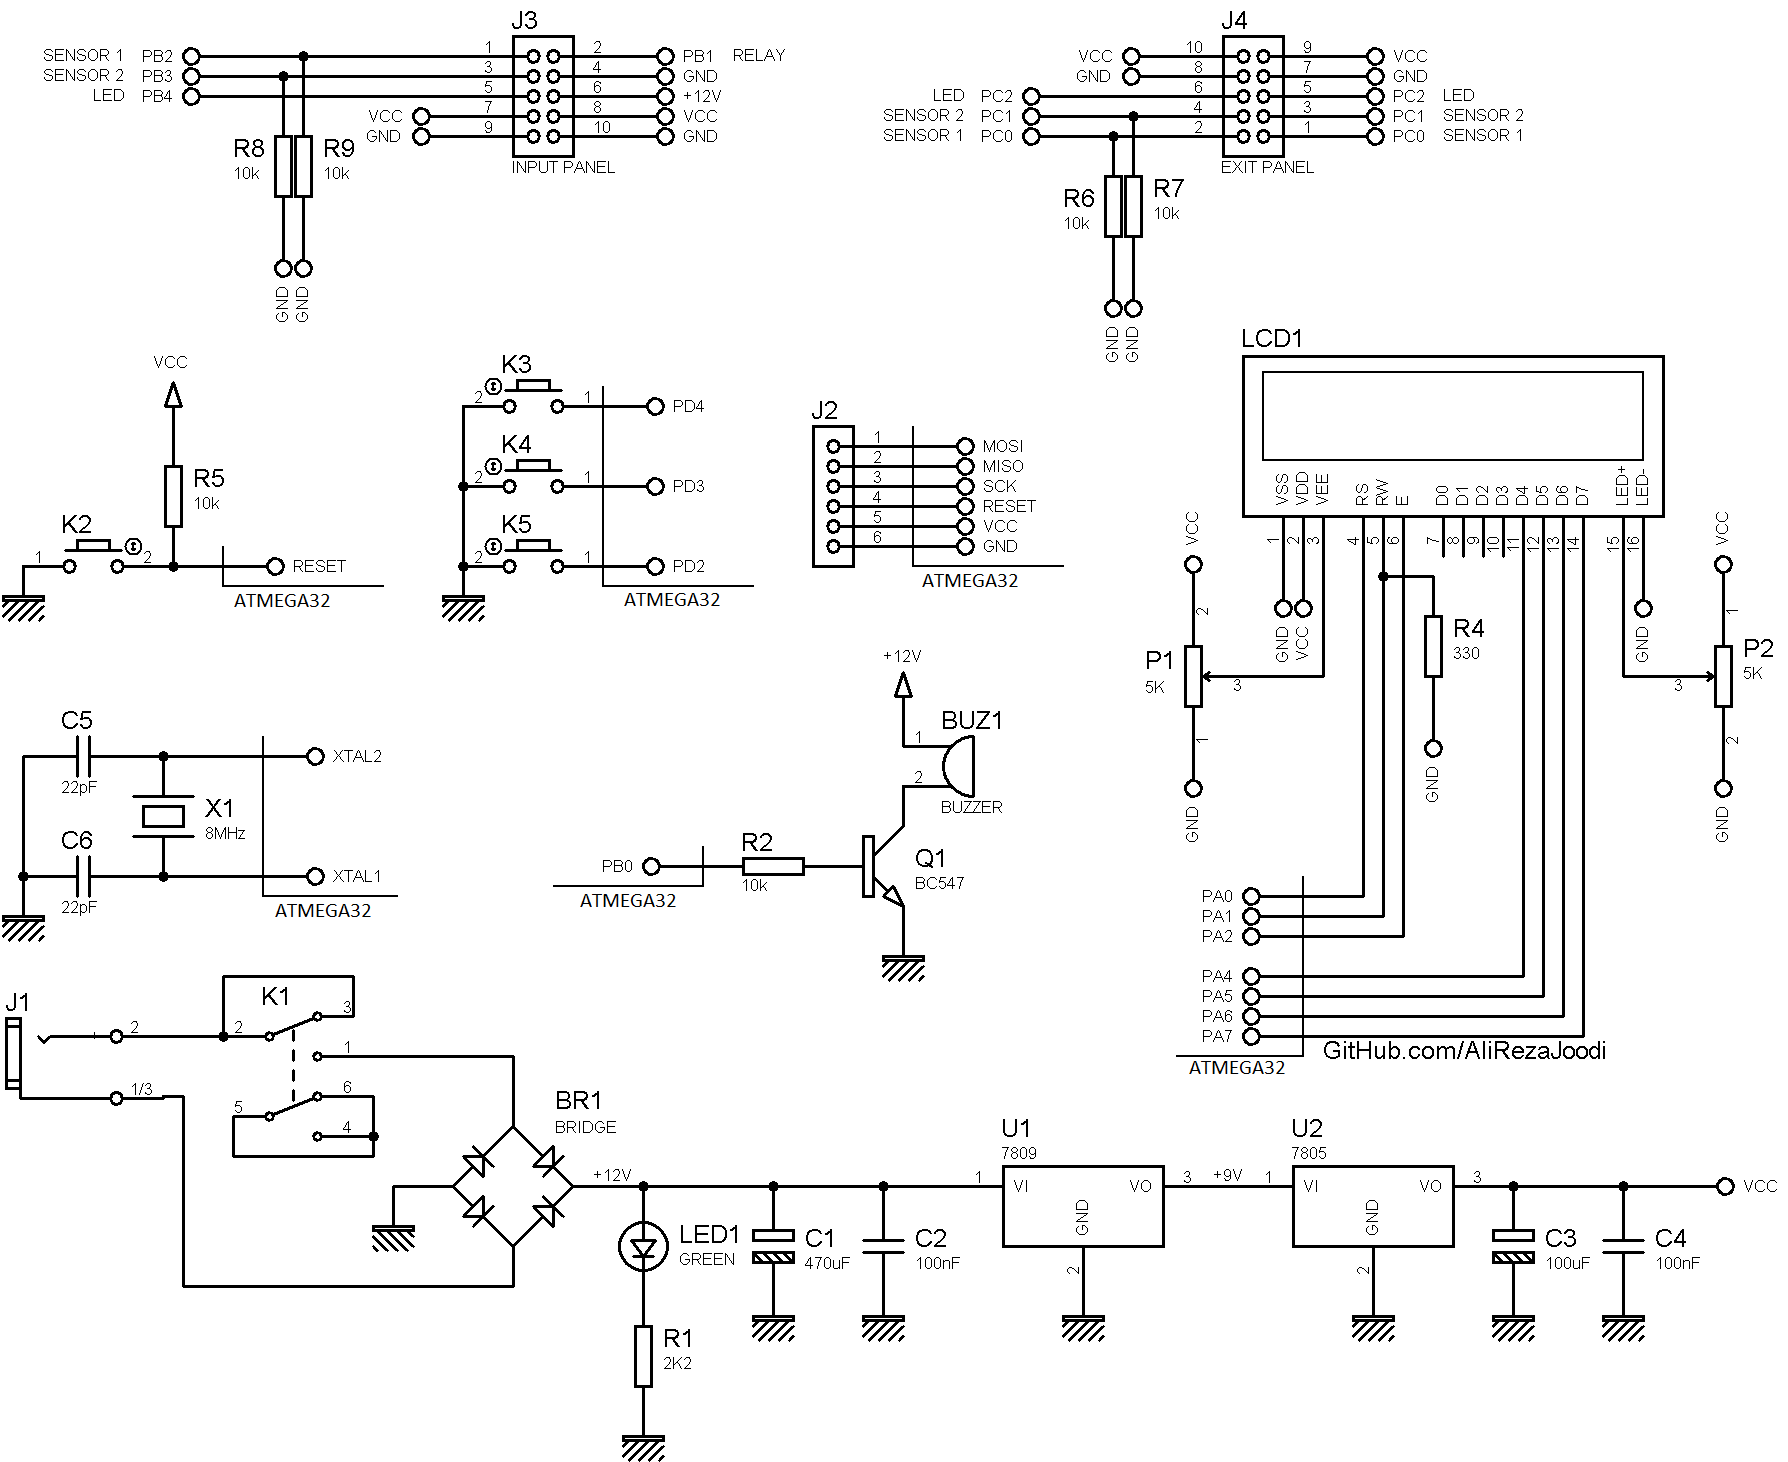 J3
SENSOR 1 PB2 1 2 PB1 RELAY
SENSOR 2 PB3 3 4 GND
LED PB4 5 6 +12V
VCC 7 8 VCC
GND 9 10 GND
INPUT PANEL
R8 10k
R9 10k
GND GND
J4
VCC 10 9 VCC
GND 8 7 GND
LED PC2 6 5 PC2 LED
SENSOR 2 PC1 4 3 PC1 SENSOR 2
SENSOR 1 PC0 2 1 PC0 SENSOR 1
EXIT PANEL
R6 10k
R7 10k
GND GND
VCC
R5
10k
K2
1 2 RESET
ATMEGA32
K3
2 1 PD4
K4
2 1 PD3
K5
2 1 PD2
ATMEGA32
J2
1 MOSI
2 MISO
3 SCK
4 RESET
5 VCC
6 GND
ATMEGA32
LCD1
VSS VDD VEE RS RW E D0 D1 D2 D3 D4 D5 D6 D7 LED+ LED-
1 2 3 4 5 6 7 8 9 10 11 12 13 14 15 16
VCC
2
P1
5K
3
1
GND
GND VCC
R4
330
GND
GND
VCC
1
P2
5K
3
2
GND
PA0
PA1
PA2
PA4
PA5
PA6
PA7
ATMEGA32
GitHub.com/AliRezaJoodi
C5
22pF
XTAL2
X1
8MHz
C6
22pF
XTAL1
ATMEGA32
+12V
BUZ1
1
2
BUZZER
PB0
R2
10k
Q1
BC547
ATMEGA32
J1
2
1/3
K1
2 3
1
5 6
4
BR1
BRIDGE
+12V
LED1
GREEN
R1
2K2
C1
470uF
C2
100nF
U1
7809
1 VI VO 3
GND
2
+9V
U2
7805
1 VI VO 3
GND
2
C3
100uF
C4
100nF
VCC